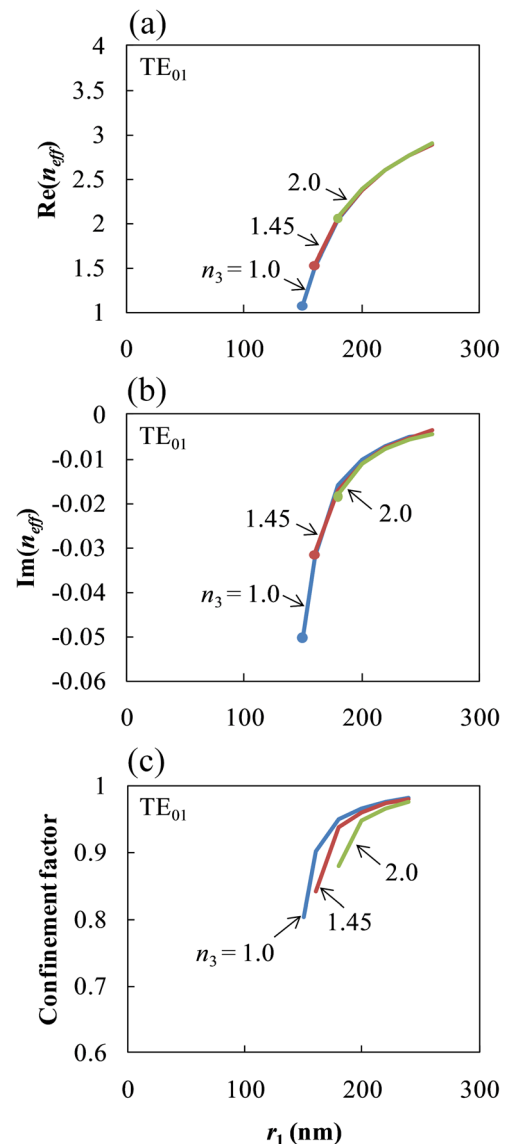 (a)
4
TE01
3.5
3
2.5
2.0
2
1.45
1.5
n3 = 1.0
1
Re(neff)
0
100
200
300
(b)
0
TE01
-0.01
-0.02
1.45
2.0
-0.03
-0.04
n3 = 1.0
-0.05
-0.06
Im(neff)
0
100
200
300
(c)
1
TE01
0.9
2.0
0.8
1.45
n3 = 1.0
0.7
0.6
Confinement factor
0
100
200
300
r1 (nm)